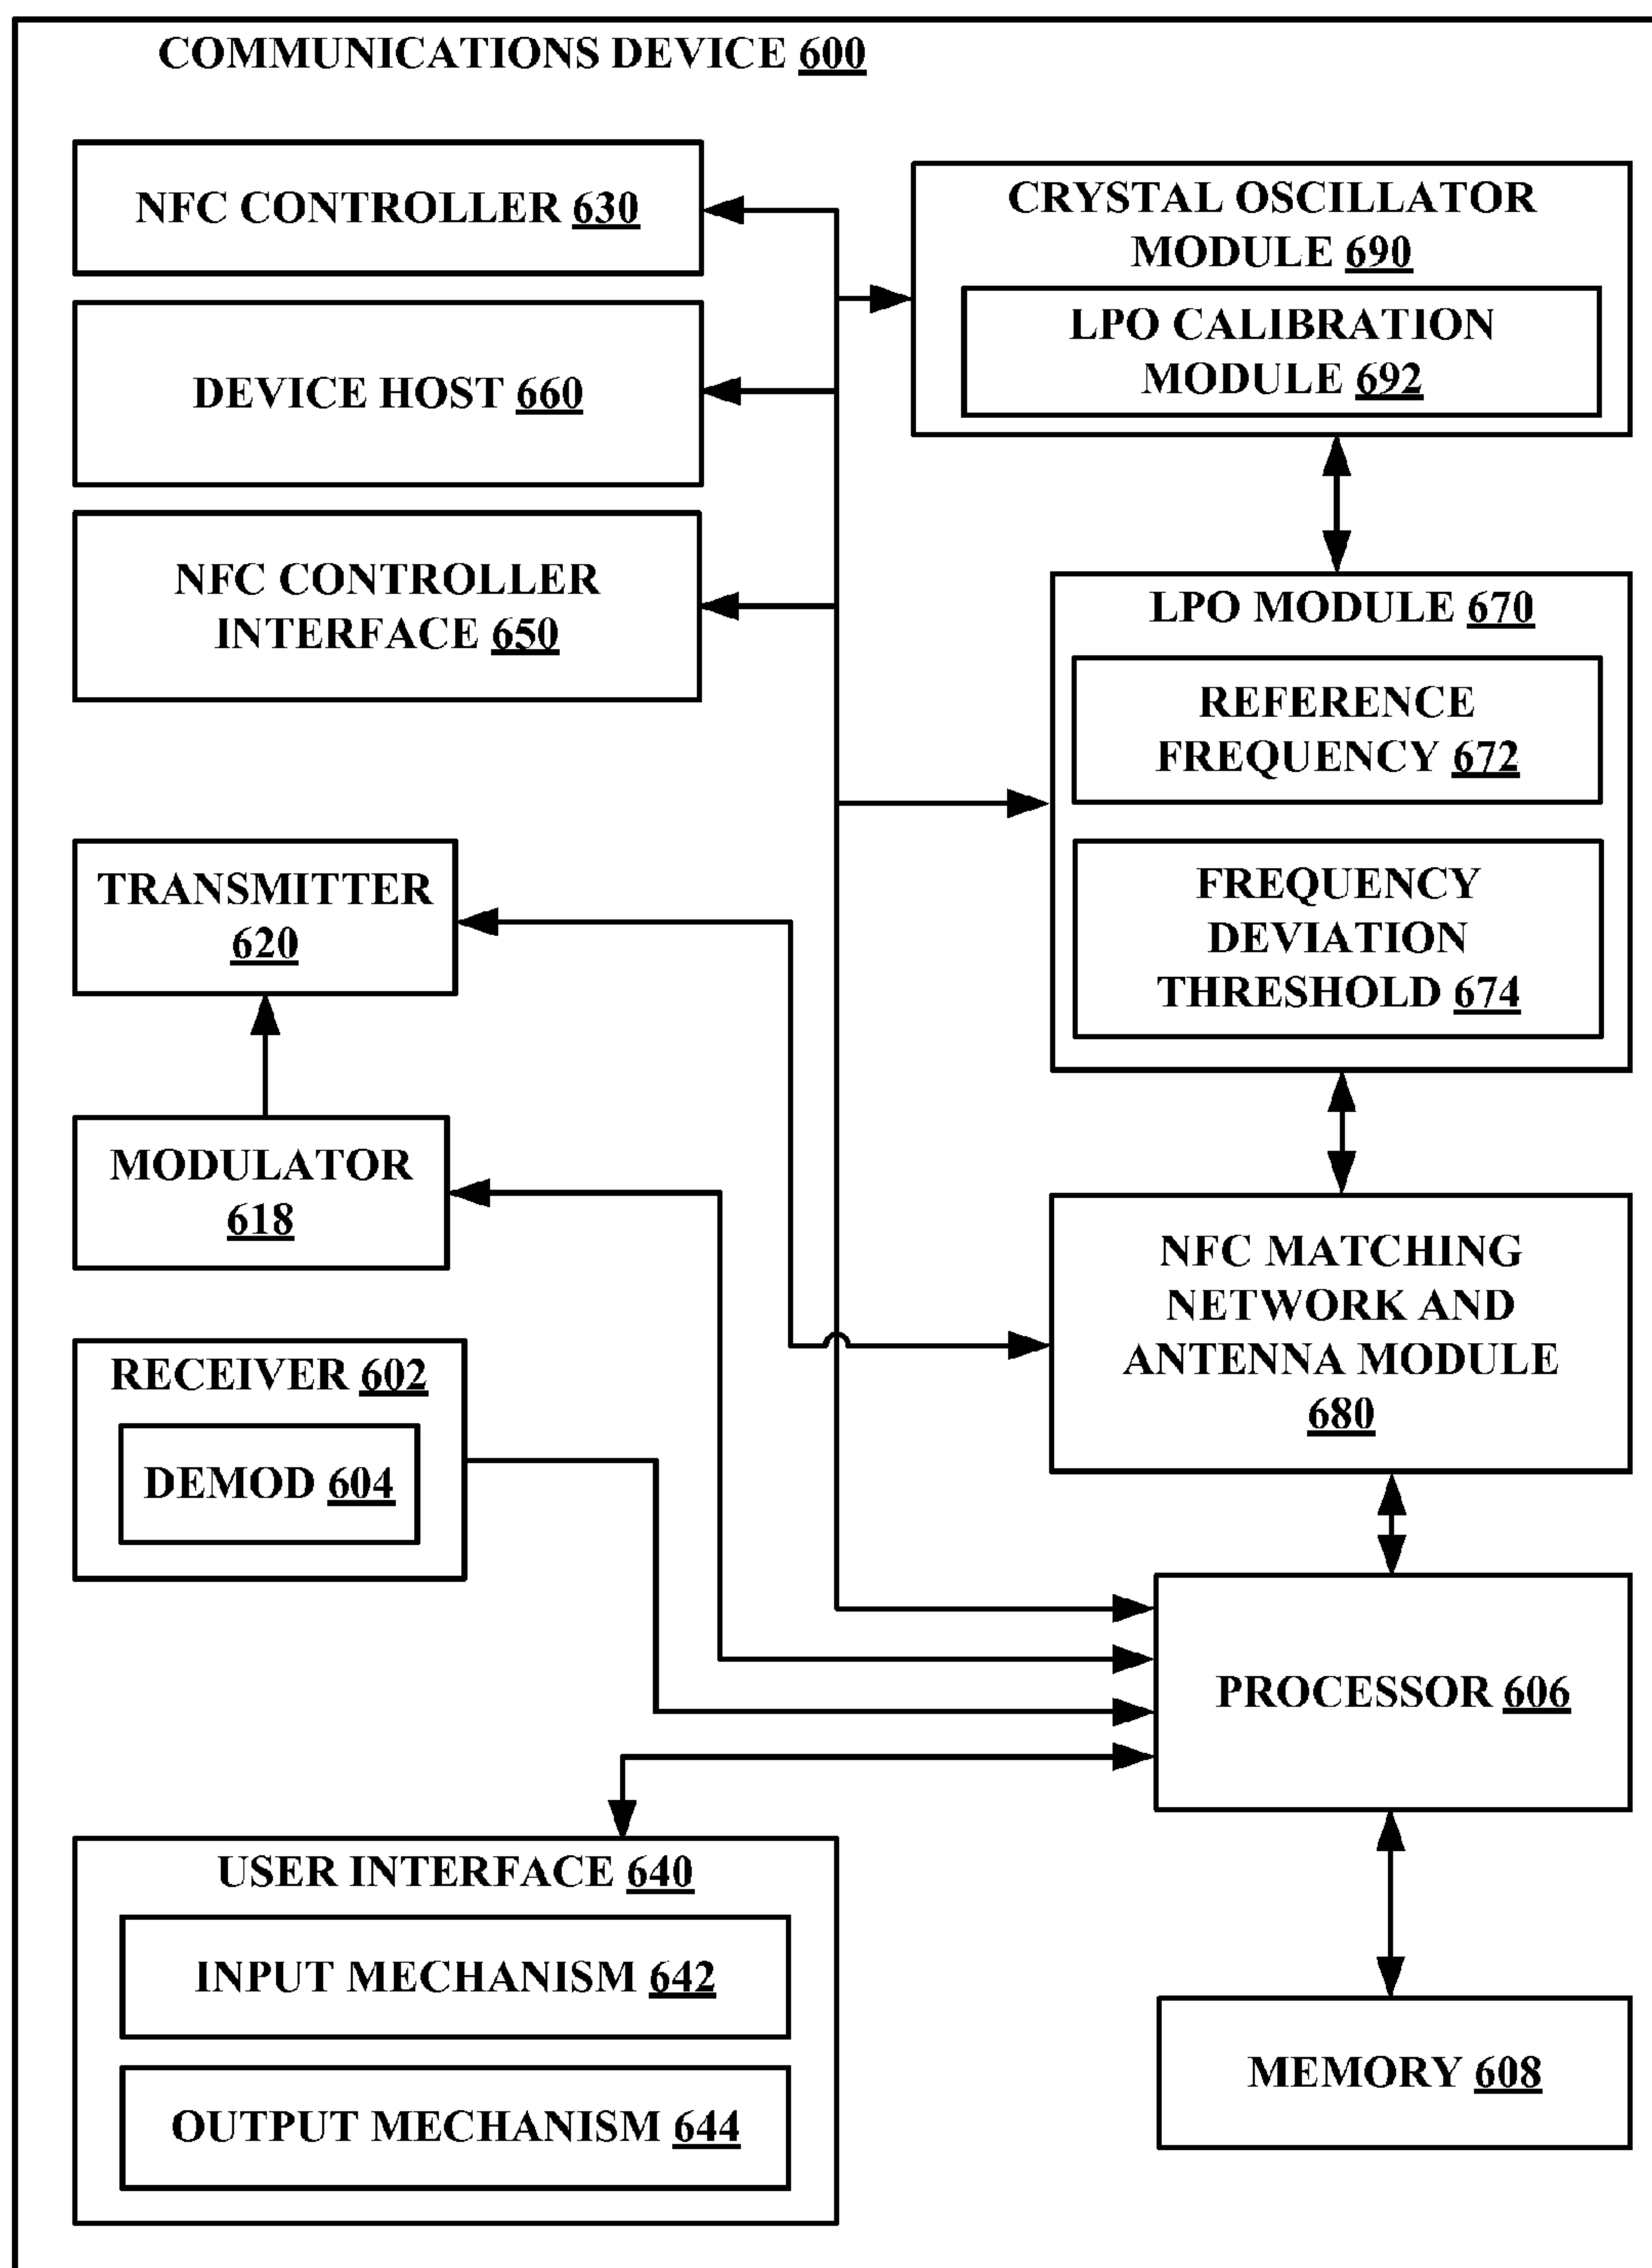 COMMUNICATIONS DEVICE 600
NFC CONTROLLER 630
DEVICE HOST 660
NFC CONTROLLER
INTERFACE 650
CRYSTAL OSCILLATOR
MODULE 690
LPO CALIBRATION
MODULE 692
LPO MODULE 670
REFERENCE
FREQUENCY 672
FREQUENCY
DEVIATION
THRESHOLD 674
TRANSMITTER
620
MODULATOR
618
RECEIVER 602
DEMOD 604
NFC MATCHING
NETWORK AND
ANTENNA MODULE
680
PROCESSOR 606
USER INTERFACE 640
INPUT MECHANISM 642
OUTPUT MECHANISM 644
MEMORY 608